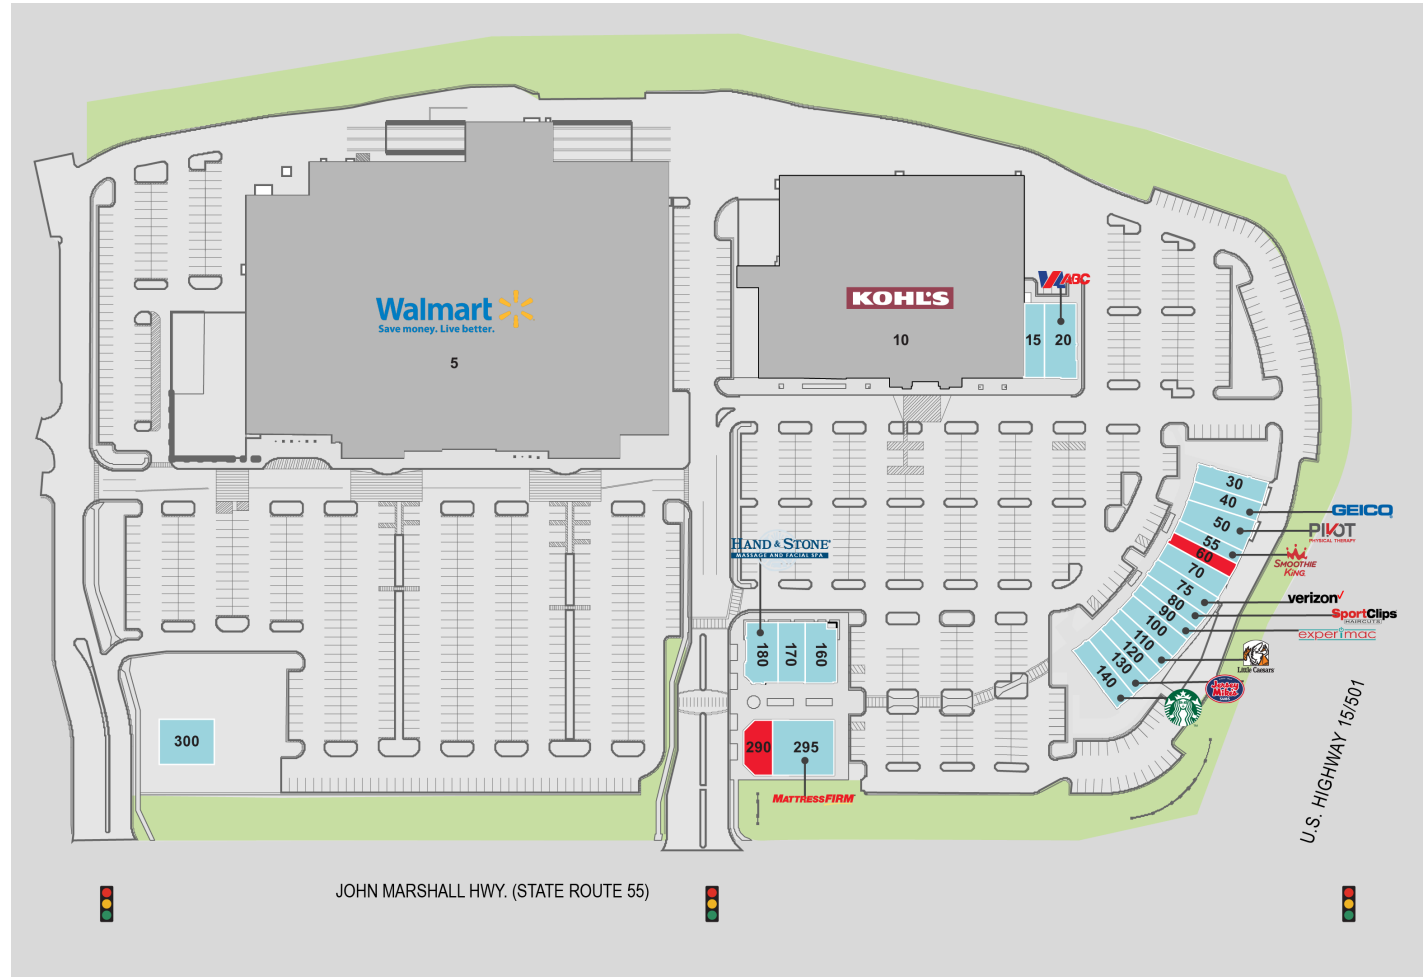 Walmart
Save money. Live better.
5
KOHL'S
10
ABC
15
20
30
40
GEICO
50
PIVOT
PHYSICAL THERAPY
55
60
SMOOTHIE
KING
70
75
verizon
80
90
SportClips
HAIRCUTS
100
experimac
110
120
Little Caesars
130
Jersey
Mike's
SUBS
140
HAND & STONE
MASSAGE AND FACIAL SPA
180
170
160
290
295
MATTRESSFIRM
300
U.S. HIGHWAY 15/501
JOHN MARSHALL HWY. (STATE ROUTE 55)